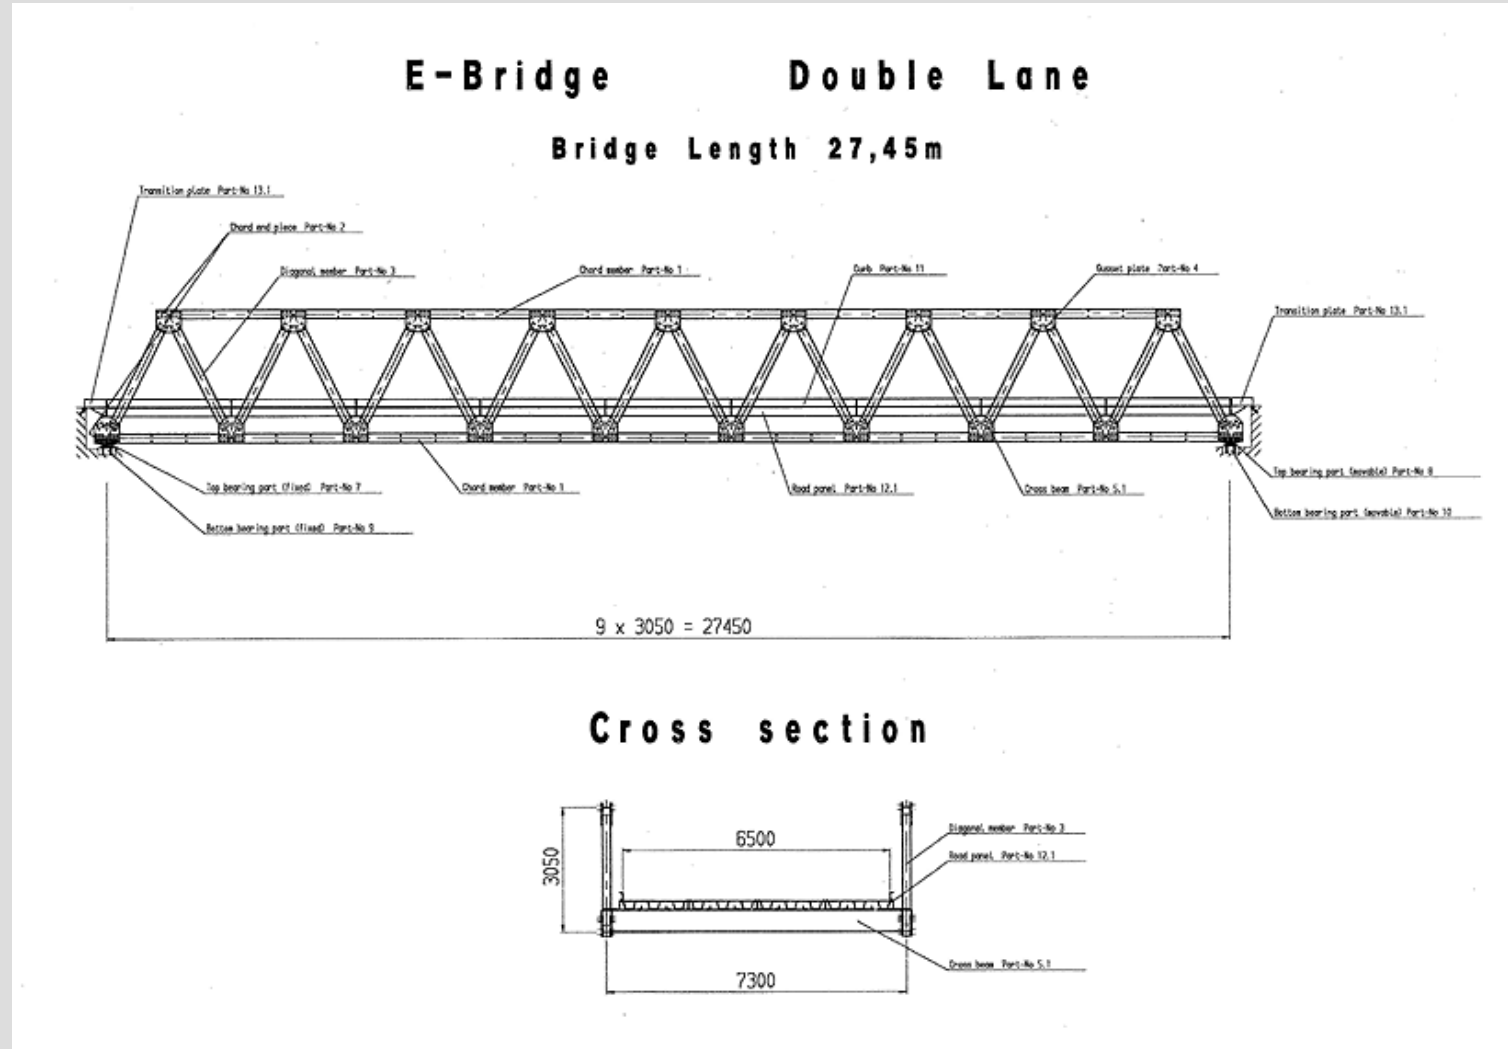 E-Bridge Double Lane
Bridge Length 27,45m
Transition plate Part-No 13.1
Chord end piece Part-No 2
Diagonal member Part-No 3
Chord member Part-No 1
Curb Part-No 11
Gusset plate Part-No 4
Transition plate Part-No 13.1
Top bearing part (fixed) Part-No 7
Chord member Part-No 1
Road panel Part-No 12.1
Cross beam Part-No 5.1
Top bearing part (movable) Part-No 8
Bottom bearing part (fixed) Part-No 9
Bottom bearing part (movable) Part-No 10
9 x 3050 = 27450
Cross section
3050
6500
Diagonal member Part-No 3
Road panel Part-No 12.1
Cross beam Part-No 5.1
7300